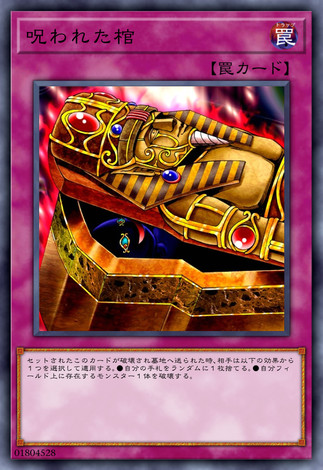 呪われた棺
トラップ
罠
【罠カード】
セットされたこのカードが破壊され墓地へ送られた時、相手は以下の効果から
１つを選択して適用する。●自分の手札をランダムに１枚捨てる。●自分フィ
ールド上に存在するモンスター１体を破壊する。
01804528